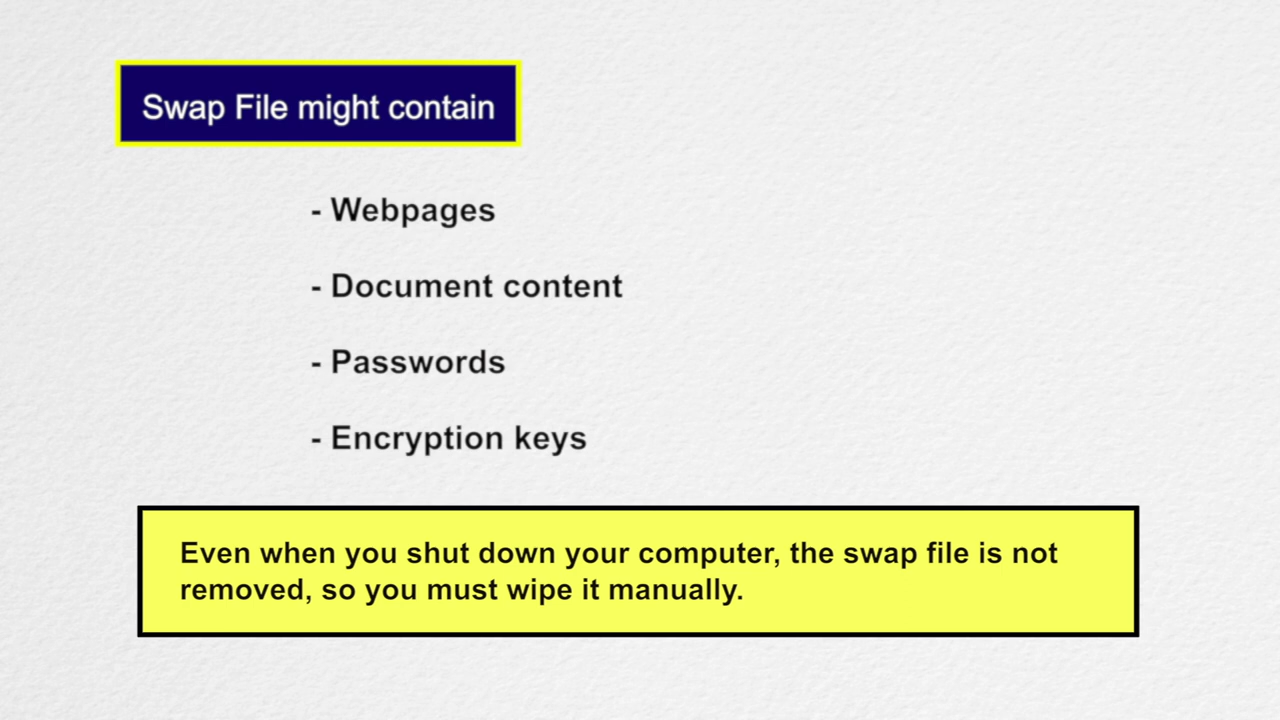 Swap File might contain
- Webpages
- Document content
- Passwords
- Encryption keys
Even when you shut down your computer, the swap file is not
removed, so you must wipe it manually.